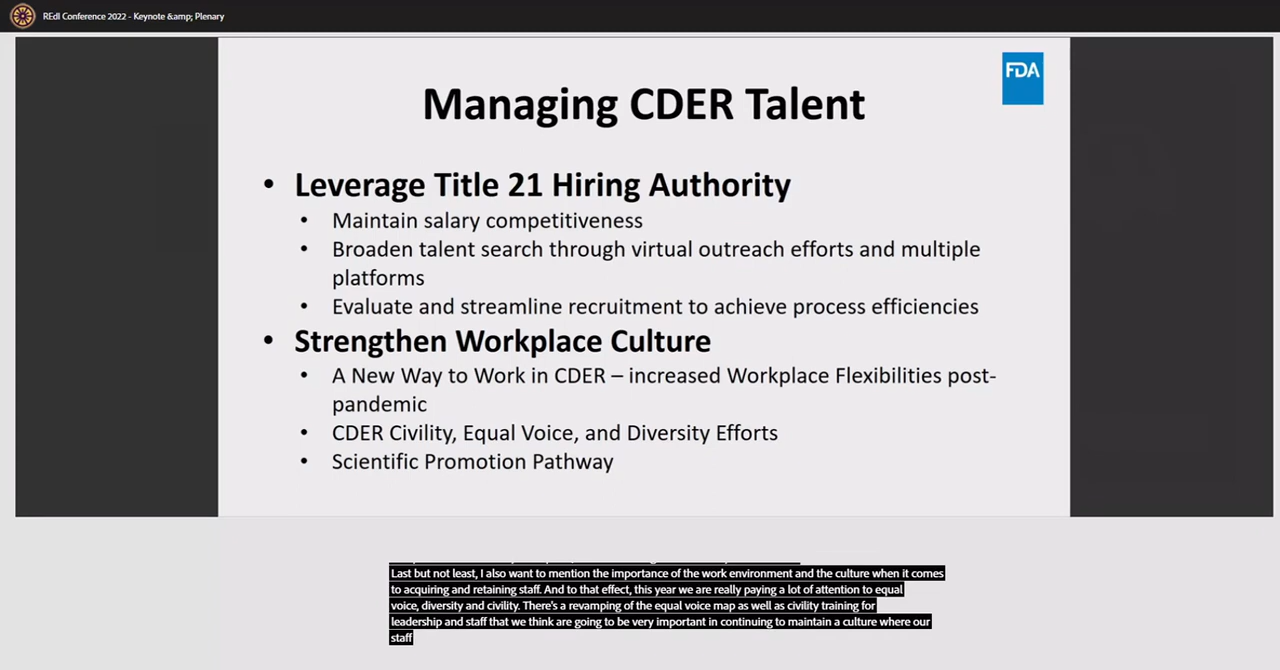 REdI Conference 2022 - Keynote &amp; Plenary
FDA
Managing CDER Talent
• Leverage Title 21 Hiring Authority
• Maintain salary competitiveness
• Broaden talent search through virtual outreach efforts and multiple
platforms
• Evaluate and streamline recruitment to achieve process efficiencies
• Strengthen Workplace Culture
• A New Way to Work in CDER – increased Workplace Flexibilities post-
pandemic
• CDER Civility, Equal Voice, and Diversity Efforts
• Scientific Promotion Pathway
Last but not least, I also want to mention the importance of the work environment and the culture when it comes
to acquiring and retaining staff. And to that effect, this year we are really paying a lot of attention to equal
voice, diversity and civility. There's a revamping of the equal voice map as well as civility training for
leadership and staff that we think are going to be very important in continuing to maintain a culture where our
staff